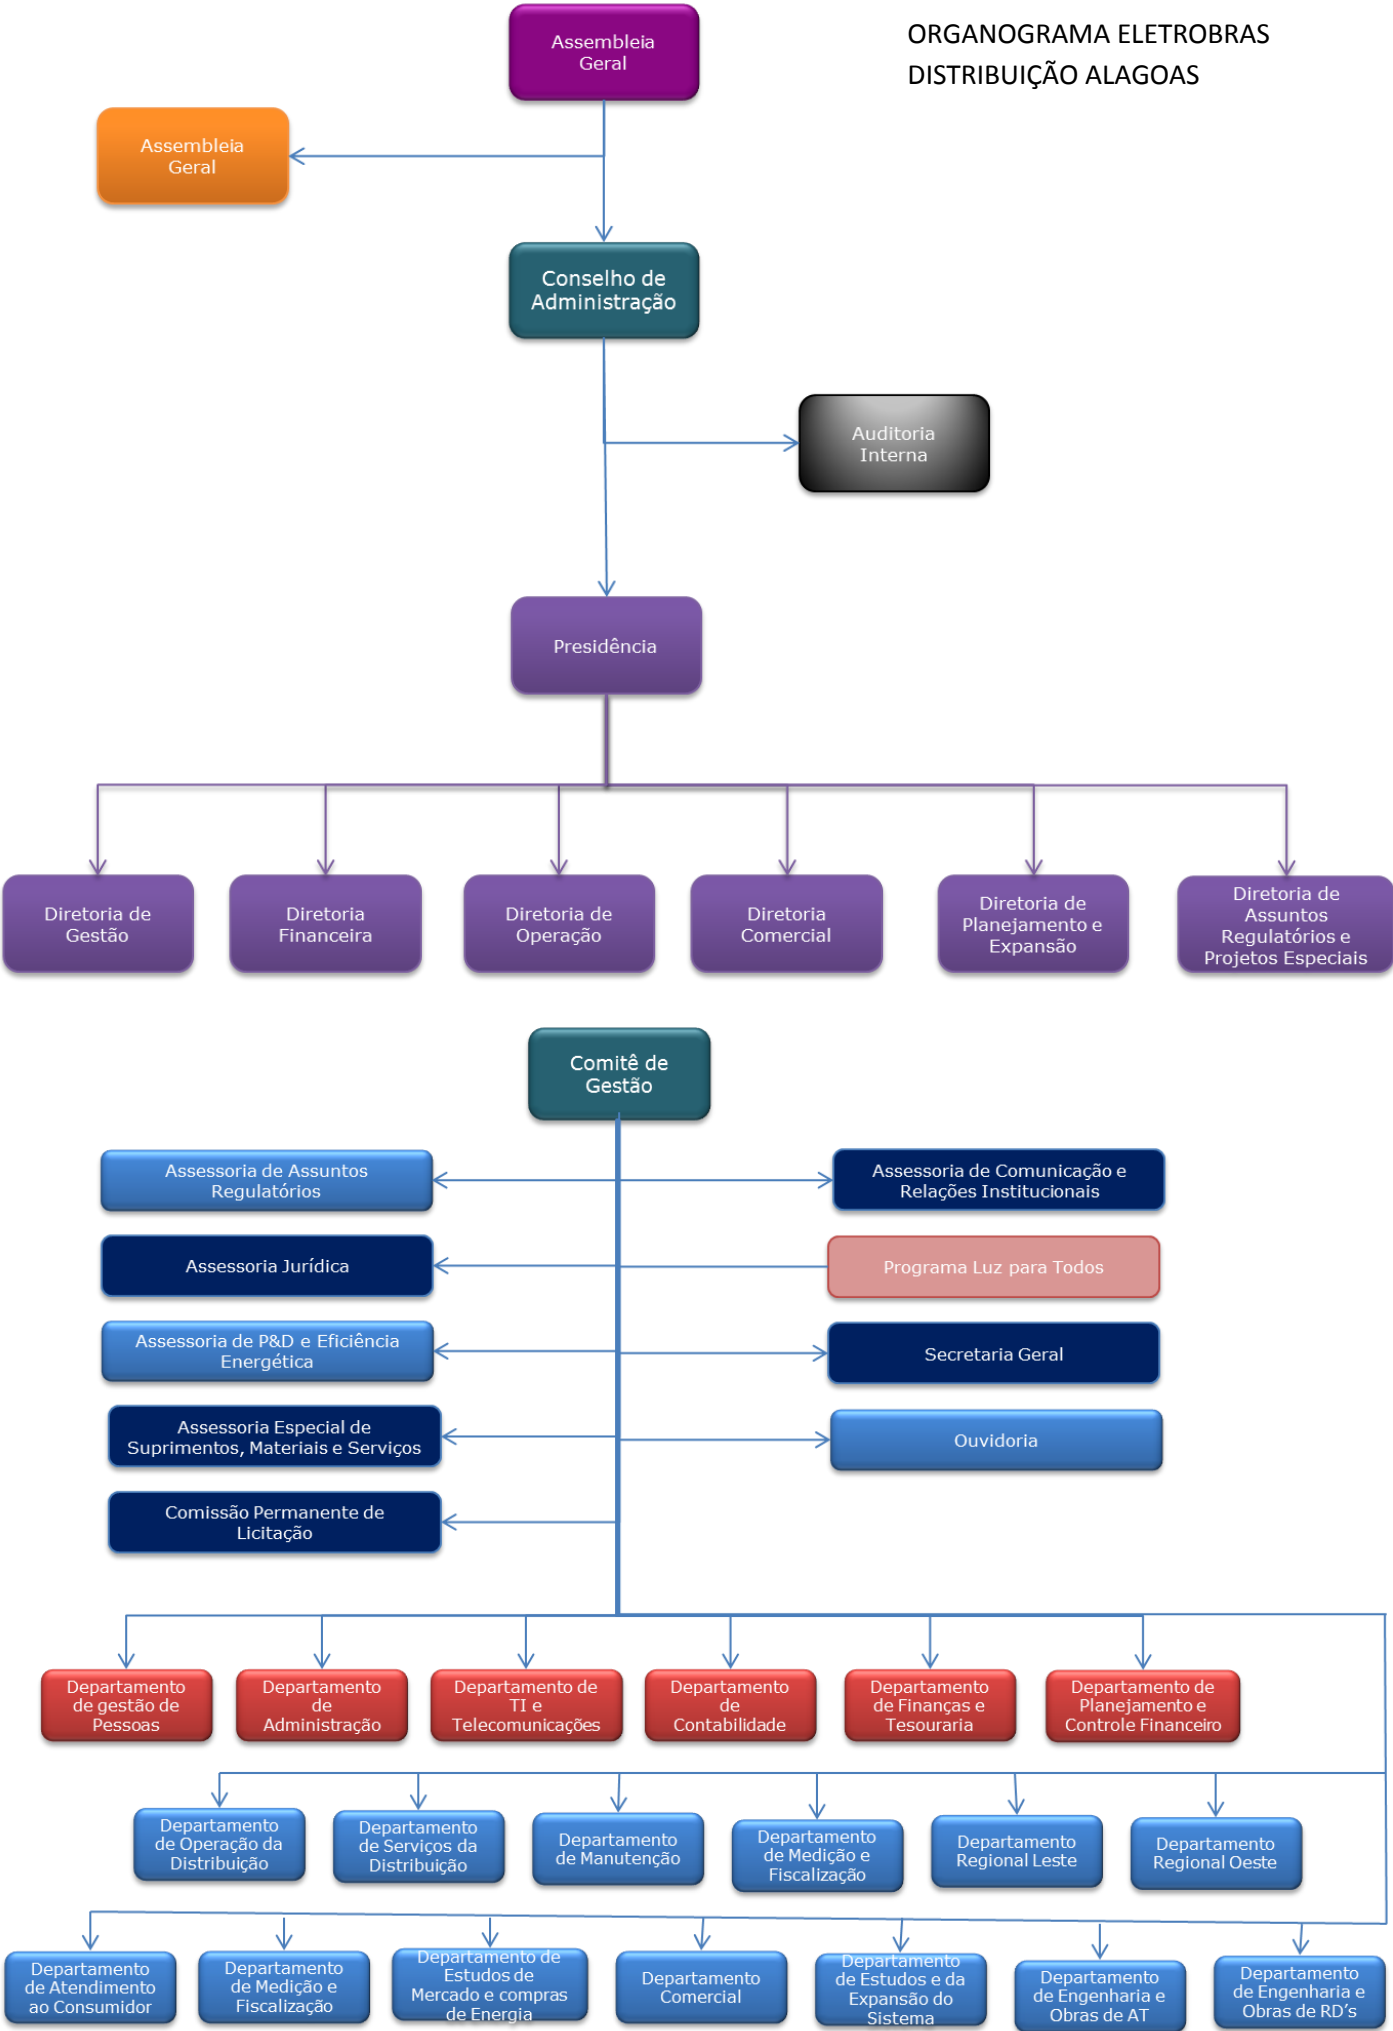 ORGANOGRAMA ELETROBRAS
DISTRIBUIÇÃO ALAGOAS
Assembleia
Geral
Assembleia
Geral
Conselho de
Administração
Auditoria
Interna
Presidência
Diretoria de
Gestão
Diretoria
Financeira
Diretoria de
Operação
Diretoria
Comercial
Diretoria de
Planejamento e
Expansão
Diretoria de
Assuntos
Regulatórios e
Projetos Especiais
Comitê de
Gestão
Assessoria de Assuntos
Regulatórios
Assessoria de Comunicação e
Relações Institucionais
Assessoria Jurídica
Programa Luz para Todos
Assessoria de P&D e Eficiência
Energética
Secretaria Geral
Assessoria Especial de
Suprimentos, Materiais e Serviços
Ouvidoria
Comissão Permanente de
Licitação
Departamento
de gestão de
Pessoas
Departamento
de
Administração
Departamento de
TI e
Telecomunicações
Departamento
de
Contabilidade
Departamento
de Finanças e
Tesouraria
Departamento de
Planejamento e
Controle Financeiro
Departamento
de Operação da
Distribuição
Departamento
de Serviços da
Distribuição
Departamento
de Manutenção
Departamento
de Medição e
Fiscalização
Departamento
Regional Leste
Departamento
Regional Oeste
Departamento
de Atendimento
ao Consumidor
Departamento
de Medição e
Fiscalização
Departamento de
Estudos de
Mercado e compras
de Energia
Departamento
Comercial
Departamento
de Estudos e da
Expansão do
Sistema
Departamento
de Engenharia e
Obras de AT
Departamento
de Engenharia e
Obras de RD's